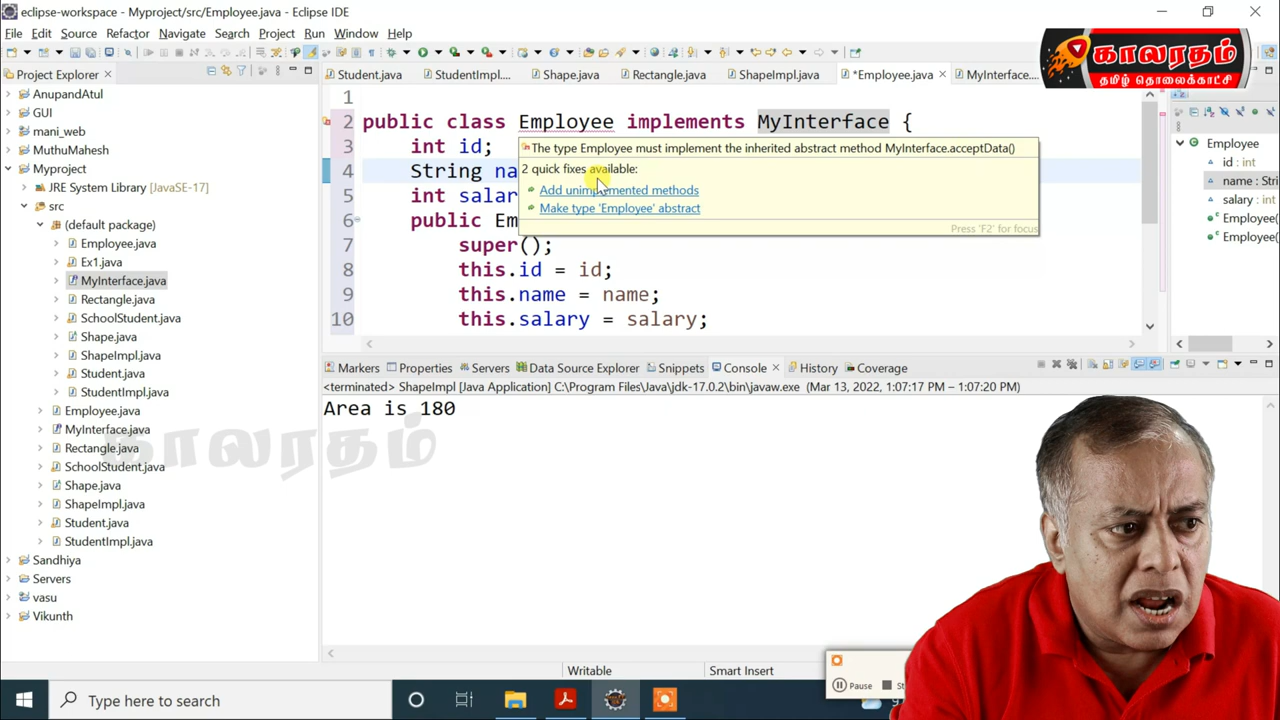 eclipse-workspace - Myproject/src/Employee.java - Eclipse IDE
File Edit Source Refactor Navigate Search Project Run Window Help
காலரதம்
தமிழ் தொலைக்காட்சி
Project Explorer
AnupandAtul
GUI
mani_web
MuthuMahesh
Myproject
JRE System Library [JavaSE-17]
src
(default package)
Employee.java
Ex1.java
MyInterface.java
Rectangle.java
SchoolStudent.java
Shape.java
ShapeImpl.java
Student.java
StudentImpl.java
Employee.java
MyInterface.java
Rectangle.java
SchoolStudent.java
Shape.java
ShapeImpl.java
Student.java
StudentImpl.java
Sandhiya
Servers
vasu
Vikunth
Student.java StudentImpl.... Shape.java Rectangle.java ShapeImpl.java *Employee.java MyInterface....
1
2 public class Employee implements MyInterface {
3 int id;
4 String na
5 int salar
6 public Em
7 super();
8 this.id = id;
9 this.name = name;
10 this.salary = salary;
The type Employee must implement the inherited abstract method MyInterface.acceptData()
2 quick fixes available:
Add unimplemented methods
Make type 'Employee' abstract
Press 'F2' for focus
Employee
id : int
name : Stri
salary : int
Employee(
Employee(
Markers Properties Servers Data Source Explorer Snippets Console History Coverage
<terminated> ShapeImpl [Java Application] C:\Program Files\Java\jdk-17.0.2\bin\javaw.exe (Mar 13, 2022, 1:07:17 PM – 1:07:20 PM)
Area is 180
காலரதம்
Writable Smart Insert
Pause St
Type here to search